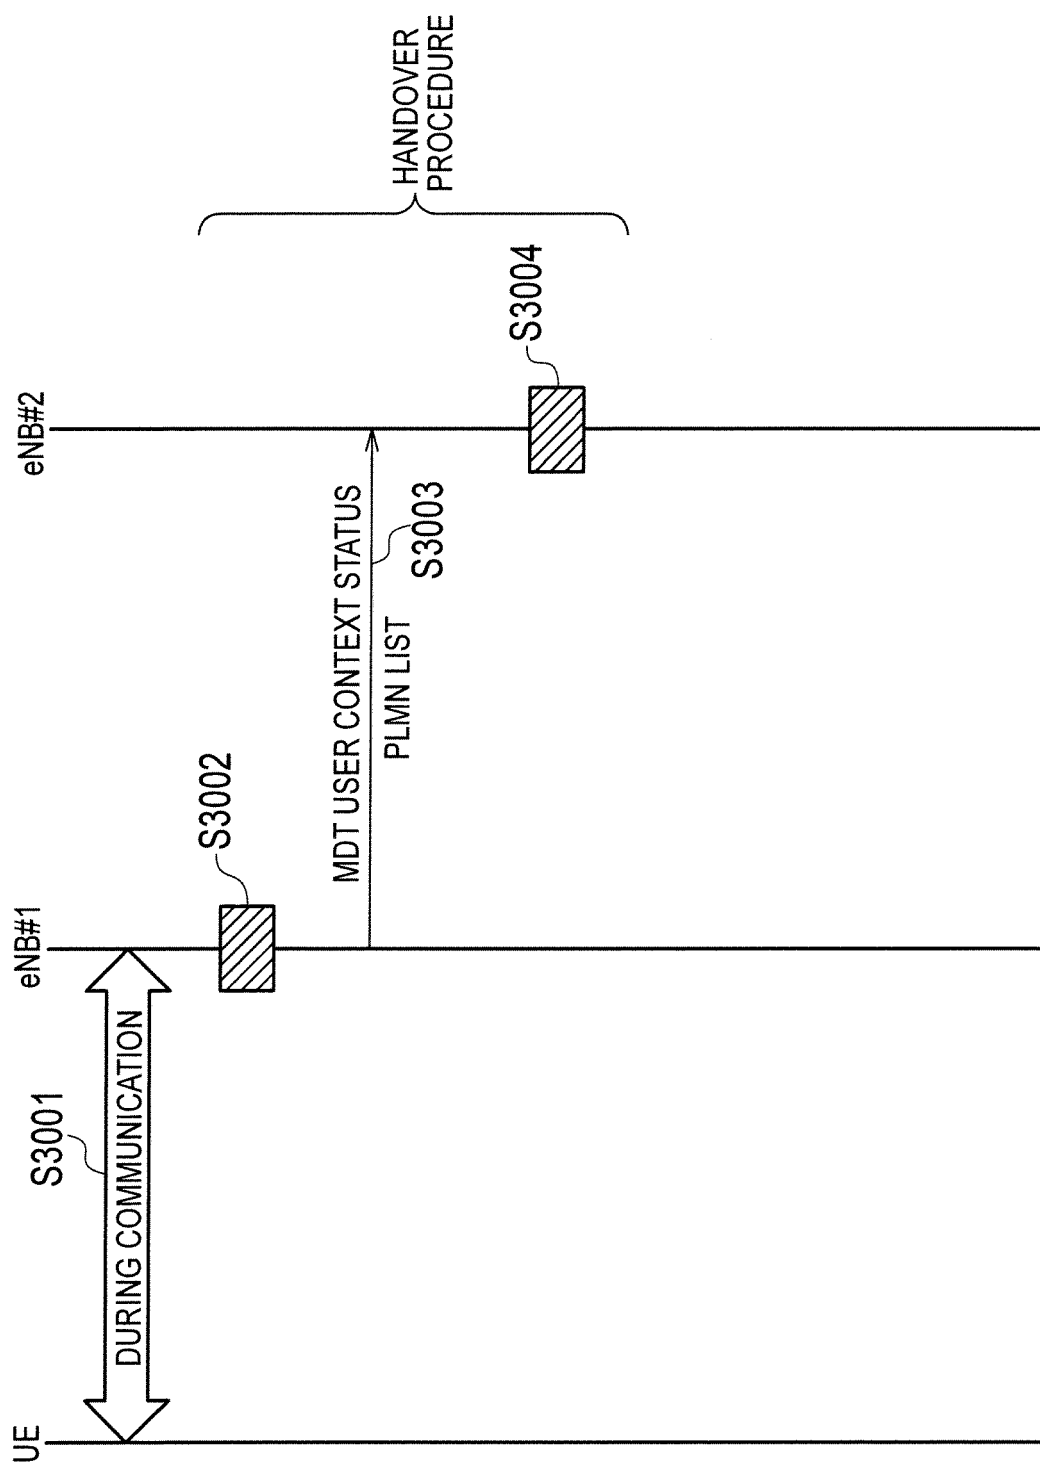 UE
eNB#1
eNB#2
S3001
DURING COMMUNICATION
S3002
MDT USER CONTEXT STATUS
PLMN LIST
S3003
S3004
HANDOVER
PROCEDURE